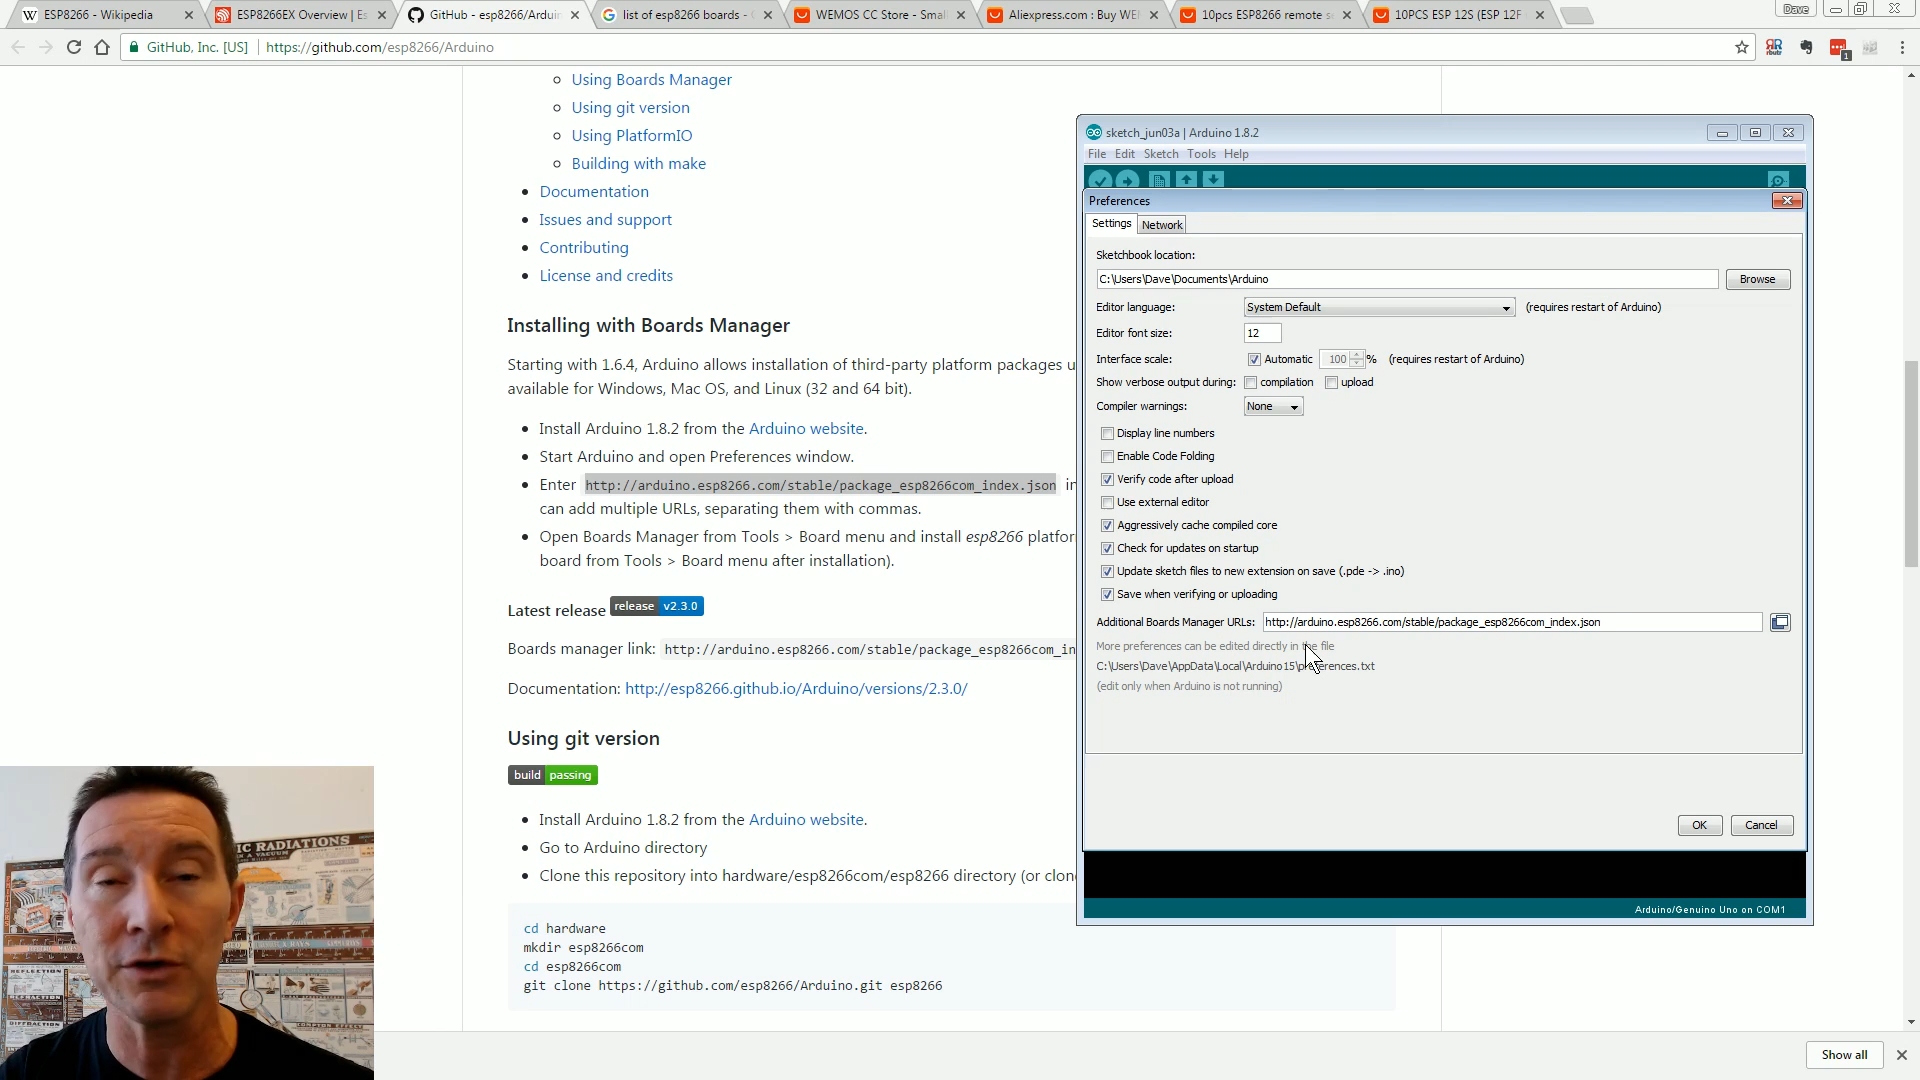 ESP8266 - Wikipedia
ESP8266EX Overview | Es
GitHub - esp8266/Arduin
list of esp8266 boards -
WEMOS CC Store - Small
Aliexpress.com : Buy WE
10pcs ESP8266 remote s
10PCS ESP 12S (ESP 12F
Dave
GitHub, Inc. [US] https://github.com/esp8266/Arduino
Using Boards Manager
Using git version
Using PlatformIO
Building with make
Documentation
Issues and support
Contributing
License and credits
Installing with Boards Manager
Starting with 1.6.4, Arduino allows installation of third-party platform packages u
available for Windows, Mac OS, and Linux (32 and 64 bit).
Install Arduino 1.8.2 from the Arduino website.
Start Arduino and open Preferences window.
Enter http://arduino.esp8266.com/stable/package_esp8266com_index.json in
can add multiple URLs, separating them with commas.
Open Boards Manager from Tools > Board menu and install esp8266 platfor
board from Tools > Board menu after installation).
Latest release release v2.3.0
Boards manager link: http://arduino.esp8266.com/stable/package_esp8266com_in
Documentation: http://esp8266.github.io/Arduino/versions/2.3.0/
Using git version
build passing
Install Arduino 1.8.2 from the Arduino website.
Go to Arduino directory
Clone this repository into hardware/esp8266com/esp8266 directory (or clone
cd hardware
mkdir esp8266com
cd esp8266com
git clone https://github.com/esp8266/Arduino.git esp8266
sketch_jun03a | Arduino 1.8.2
File Edit Sketch Tools Help
Preferences
Settings Network
Sketchbook location:
C:\Users\Dave\Documents\Arduino Browse
Editor language: System Default (requires restart of Arduino)
Editor font size: 12
Interface scale: Automatic 100 % (requires restart of Arduino)
Show verbose output during: compilation upload
Compiler warnings: None
Display line numbers
Enable Code Folding
Verify code after upload
Use external editor
Aggressively cache compiled core
Check for updates on startup
Update sketch files to new extension on save (.pde -> .ino)
Save when verifying or uploading
Additional Boards Manager URLs: http://arduino.esp8266.com/stable/package_esp8266com_index.json
More preferences can be edited directly in the file
C:\Users\Dave\AppData\Local\Arduino15\preferences.txt
(edit only when Arduino is not running)
OK Cancel
Arduino/Genuino Uno on COM1
IC RADIATIONS
REFLECTION
REFRACTION
DIFFRACTION
COMPTON EFFECT
Show all